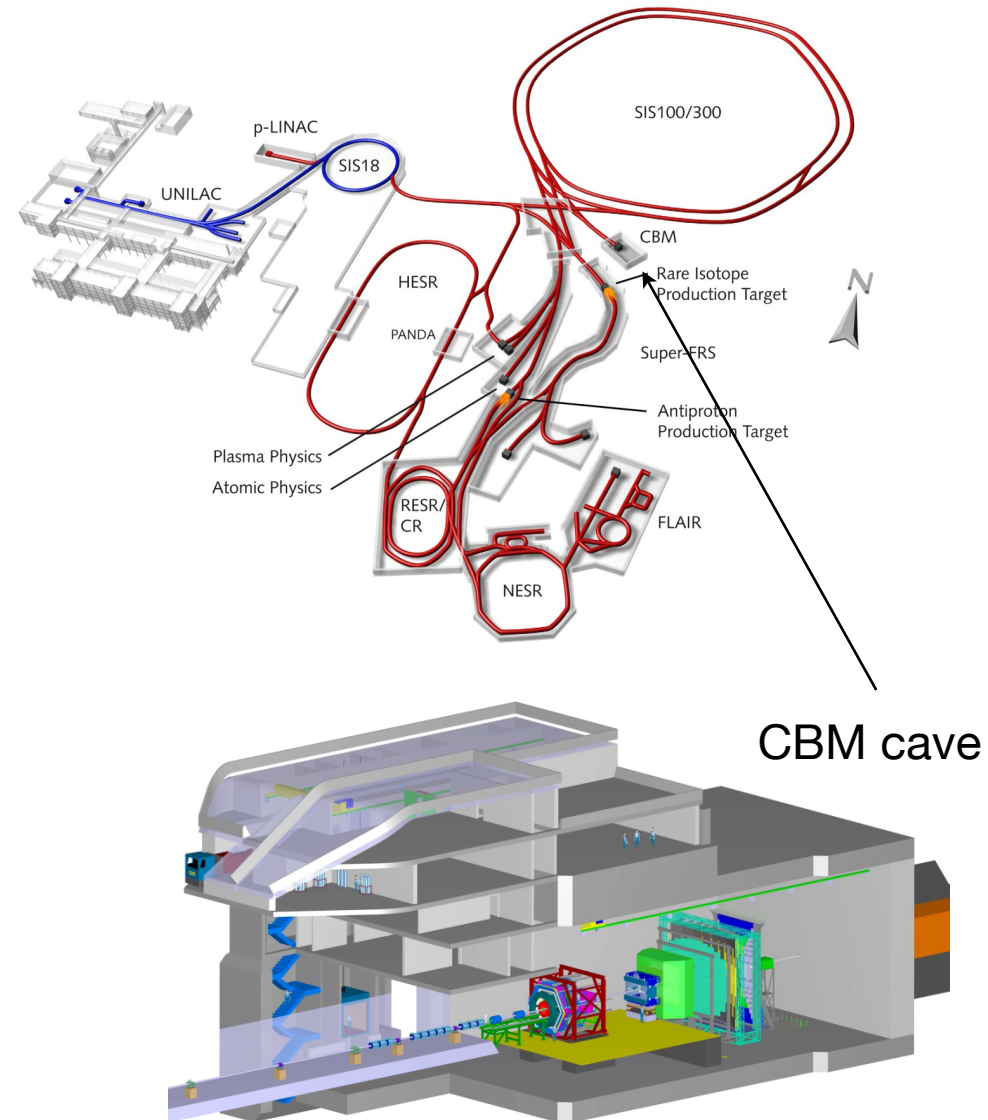 SIS100/300
p-LINAC
SIS18
UNILAC
CBM
HESR
Rare Isotope
Production Target
N
PANDA
Super-FRS
Antiproton
Production Target
Plasma Physics
Atomic Physics
RESR/
CR
FLAIR
NESR
CBM cave